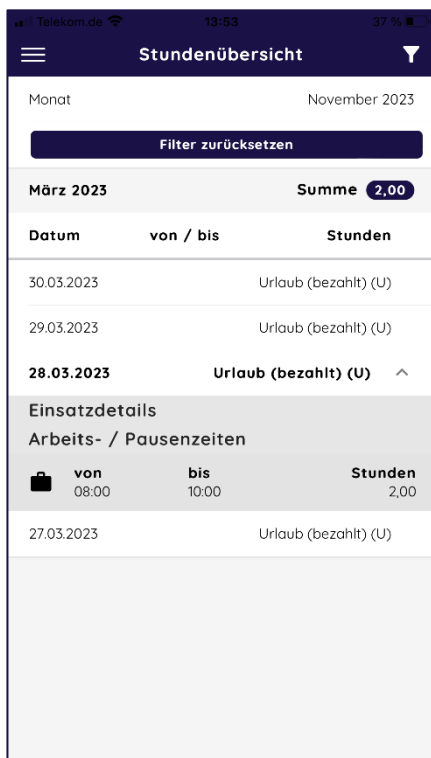 Telekom.de 13:53 37 %
Stundenübersicht
Monat November 2023
Filter zurücksetzen
März 2023 Summe 2,00
Datum von / bis Stunden
30.03.2023 Urlaub (bezahlt) (U)
29.03.2023 Urlaub (bezahlt) (U)
28.03.2023 Urlaub (bezahlt) (U)
Einsatzdetails
Arbeits- / Pausenzeiten
von bis Stunden
08:00 10:00 2,00
27.03.2023 Urlaub (bezahlt) (U)